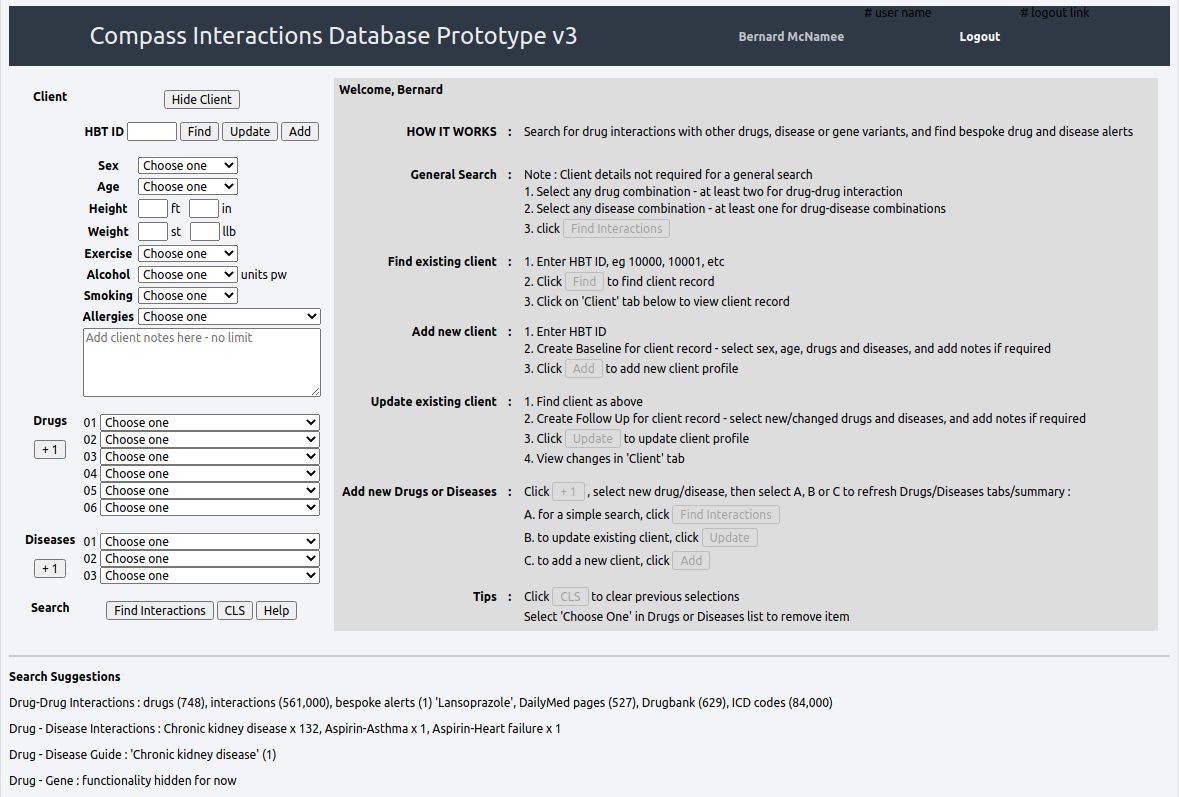 # user name # logout link
Compass Interactions Database Prototype v3 Bernard McNamee Logout
Client
Hide Client
HBT ID Find Update Add
Sex Choose one
Age Choose one
Height ft in
Weight st llb
Exercise Choose one
Alcohol Choose one units pw
Smoking Choose one
Allergies Choose one
Add client notes here - no limit
Drugs
+ 1
01 Choose one
02 Choose one
03 Choose one
04 Choose one
05 Choose one
06 Choose one
Diseases
+ 1
01 Choose one
02 Choose one
03 Choose one
Search Find Interactions CLS Help
Welcome, Bernard
HOW IT WORKS : Search for drug interactions with other drugs, disease or gene variants, and find bespoke drug and disease alerts
General Search : Note : Client details not required for a general search
1. Select any drug combination - at least two for drug-drug interaction
2. Select any disease combination - at least one for drug-disease combinations
3. click Find Interactions
Find existing client : 1. Enter HBT ID, eg 10000, 10001, etc
2. Click Find to find client record
3. Click on 'Client' tab below to view client record
Add new client : 1. Enter HBT ID
2. Create Baseline for client record - select sex, age, drugs and diseases, and add notes if required
3. Click Add to add new client profile
Update existing client : 1. Find client as above
2. Create Follow Up for client record - select new/changed drugs and diseases, and add notes if required
3. Click Update to update client profile
4. View changes in 'Client' tab
Add new Drugs or Diseases : Click + 1 , select new drug/disease, then select A, B or C to refresh Drugs/Diseases tabs/summary :
A. for a simple search, click Find Interactions
B. to update existing client, click Update
C. to add a new client, click Add
Tips : Click CLS to clear previous selections
Select 'Choose One' in Drugs or Diseases list to remove item
Search Suggestions
Drug-Drug Interactions : drugs (748), interactions (561,000), bespoke alerts (1) 'Lansoprazole', DailyMed pages (527), Drugbank (629), ICD codes (84,000)
Drug - Disease Interactions : Chronic kidney disease x 132, Aspirin-Asthma x 1, Aspirin-Heart failure x 1
Drug - Disease Guide : 'Chronic kidney disease' (1)
Drug - Gene : functionality hidden for now